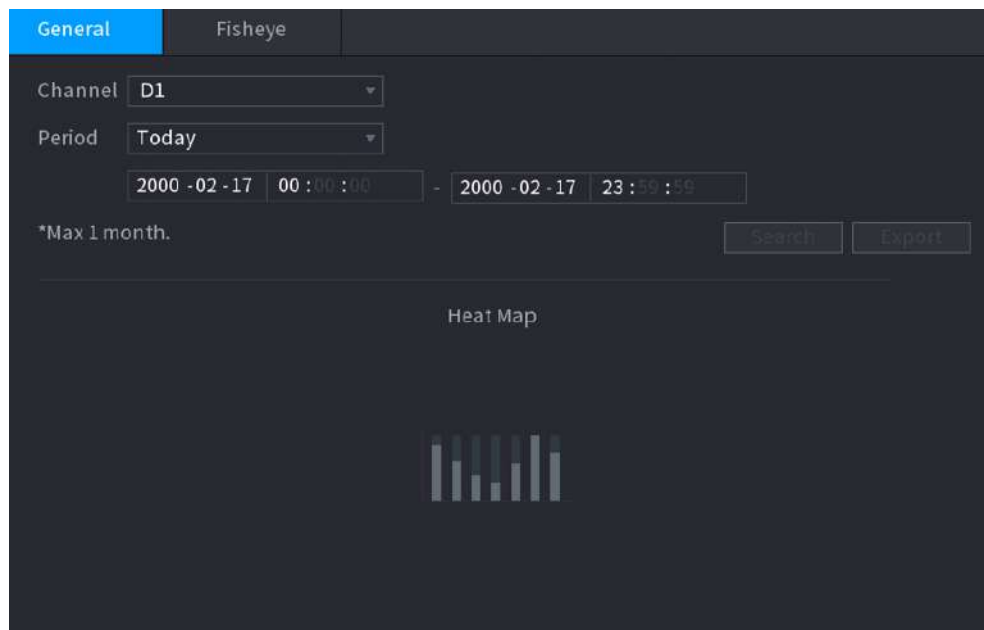 General Fisheye
Channel D1
Period Today
2000 -02 -17 00 :00 :00 - 2000 -02 -17 23 :59 :59
*Max 1 month. Search Export
Heat Map